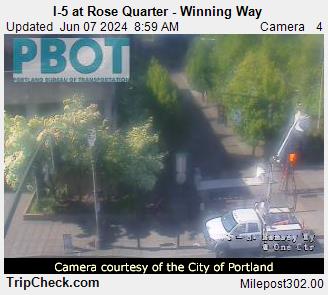 I-5 at Rose Quarter - Winning Way
Updated Jun 07 2024 8:59 AM Camera 4
PBOT
PORTLAND BUREAU OF TRANSPORTATION
Camera courtesy of the City of Portland
TripCheck.com Milepost302.00